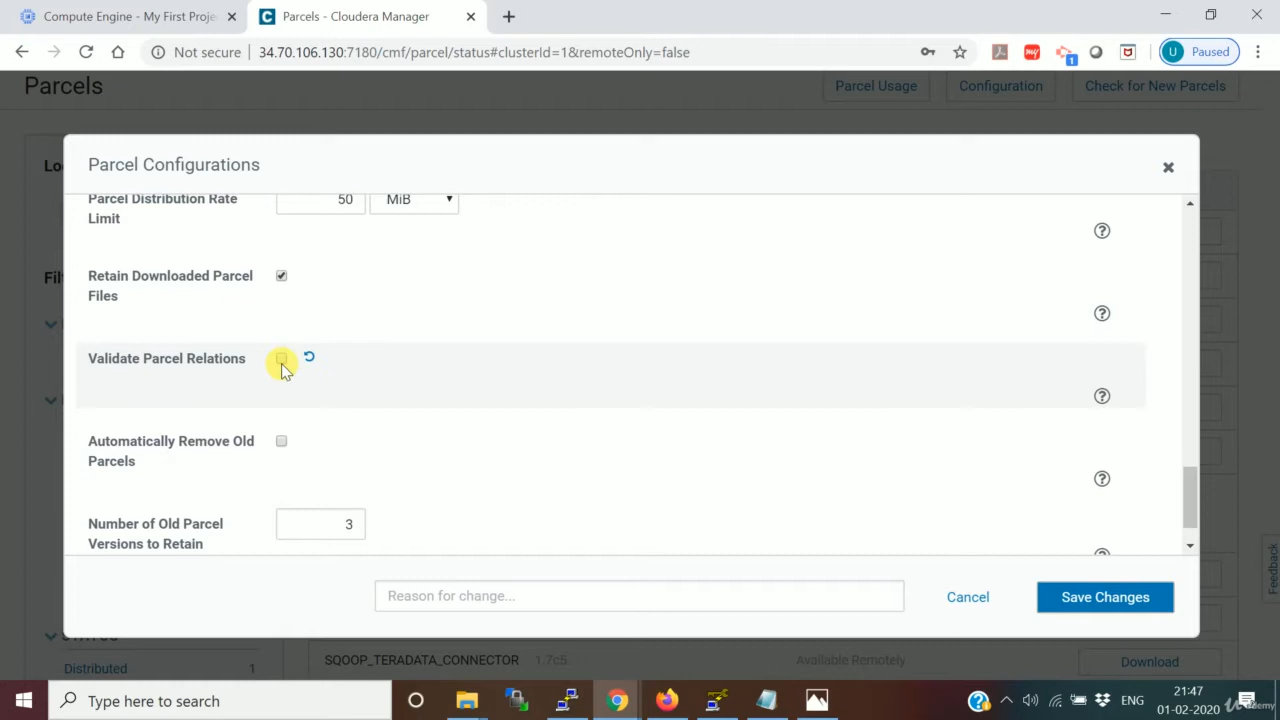 Compute Engine - My First Proje
Parcels - Cloudera Manager
Not secure
34.70.106.130:7180/cmf/parcel/status#clusterId=1&remoteOnly=false
U Paused
Parcels
Parcel Usage
Configuration
Check for New Parcels
Parcel Configurations
Parcel Distribution Rate
Limit
50
MiB
Retain Downloaded Parcel
Files
Validate Parcel Relations
Automatically Remove Old
Parcels
Number of Old Parcel
Versions to Retain
3
Reason for change...
Cancel
Save Changes
Feedback
Distributed
1
SQOOP_TERADATA_CONNECTOR
1.7c5..
Available Remotely
Download
Type here to search
ENG
21:47
01-02-2020
Udemy